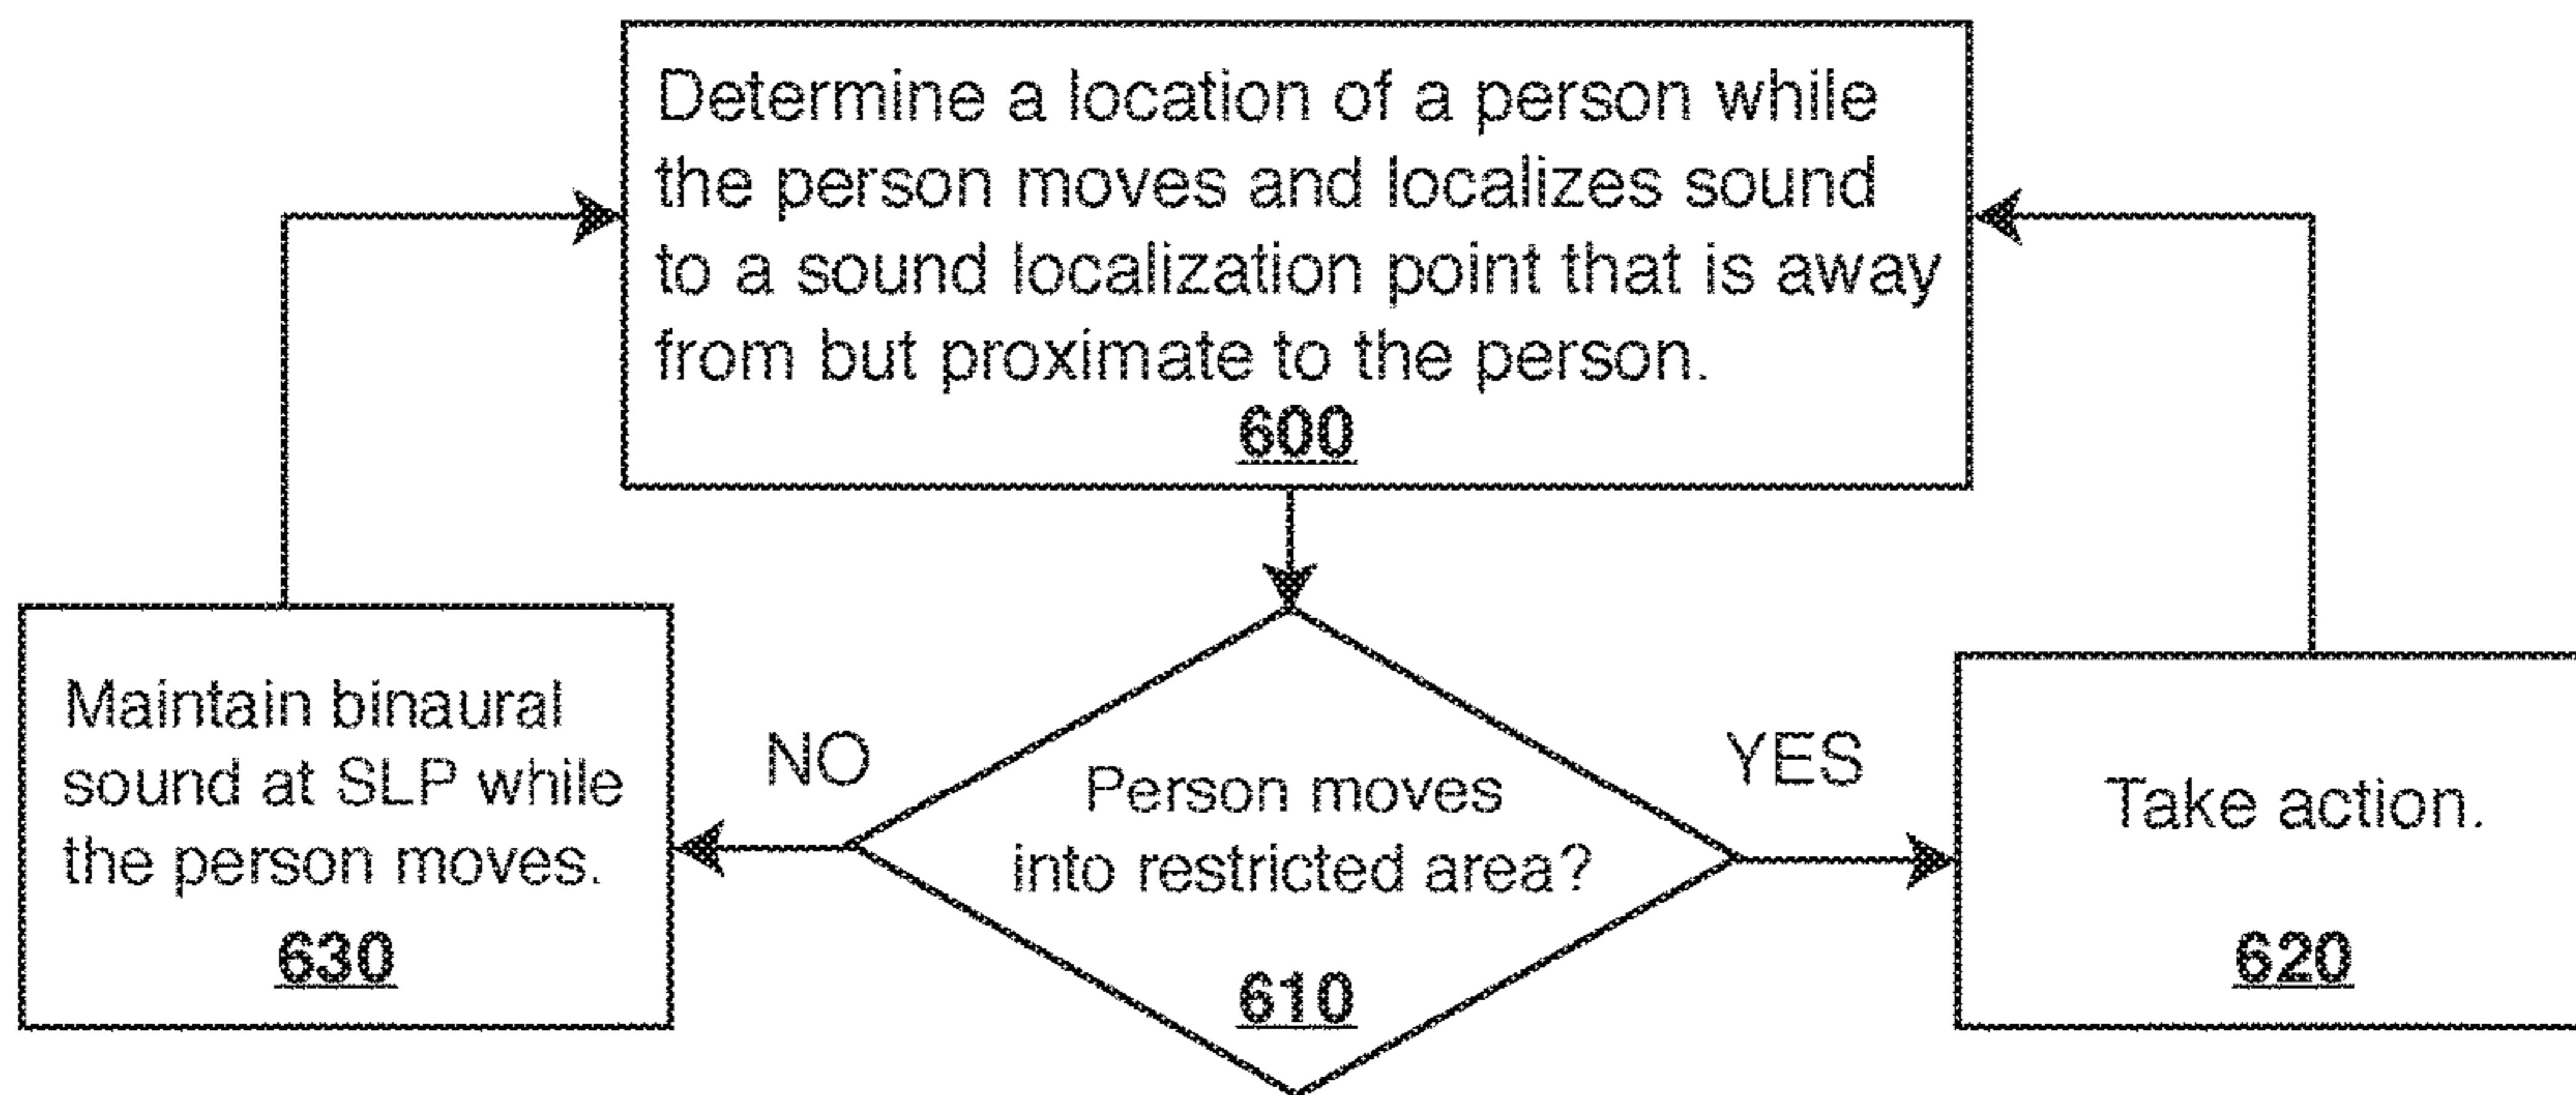 Determine a location of a person while
the person moves and localizes sound
to a sound localization point that is away
from but proximate to the person.
600
Maintain binaural
sound at SLP while
the person moves.
630
NO
Person moves
into restricted area?
610
YES
Take action.
620